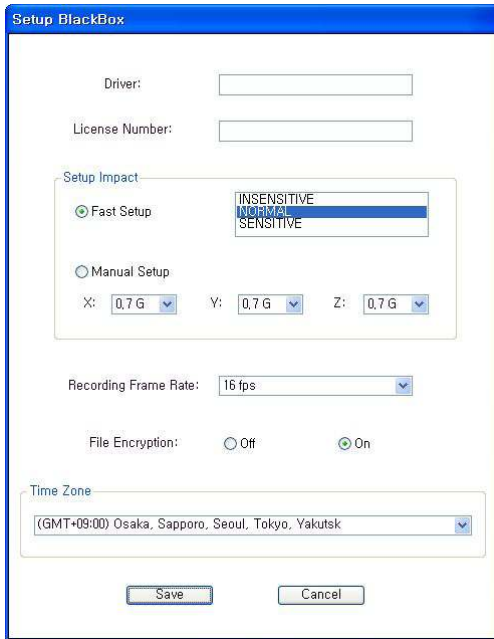 Setup BlackBox
Driver:
License Number:
Setup Impact
Fast Setup
INSENSITIVE
NORMAL
SENSITIVE
Manual Setup
X: 0,7 G Y: 0,7 G Z: 0,7 G
Recording Frame Rate: 16 fps
File Encryption: Off On
Time Zone
(GMT+09:00) Osaka, Sapporo, Seoul, Tokyo, Yakutsk
Save Cancel